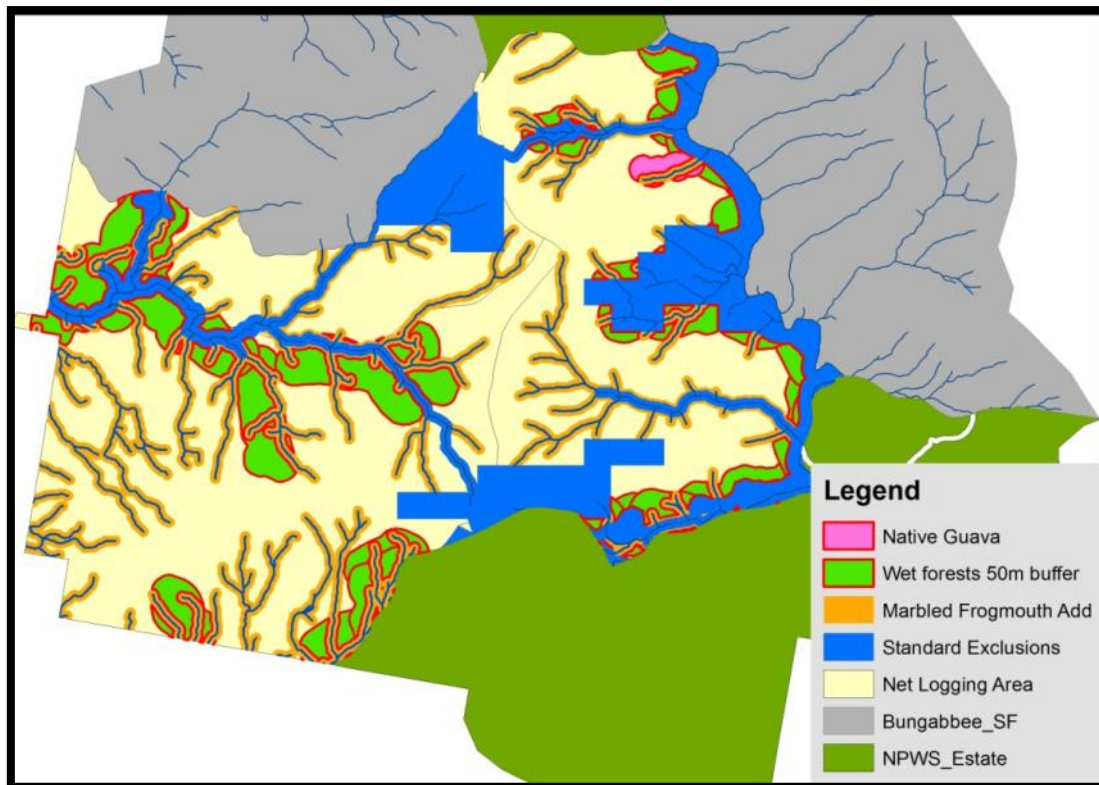 Legend
Native Guava
Wet forests 50m buffer
Marbled Frogmouth Add
Standard Exclusions
Net Logging Area
Bungabbee_SF
NPWS_Estate